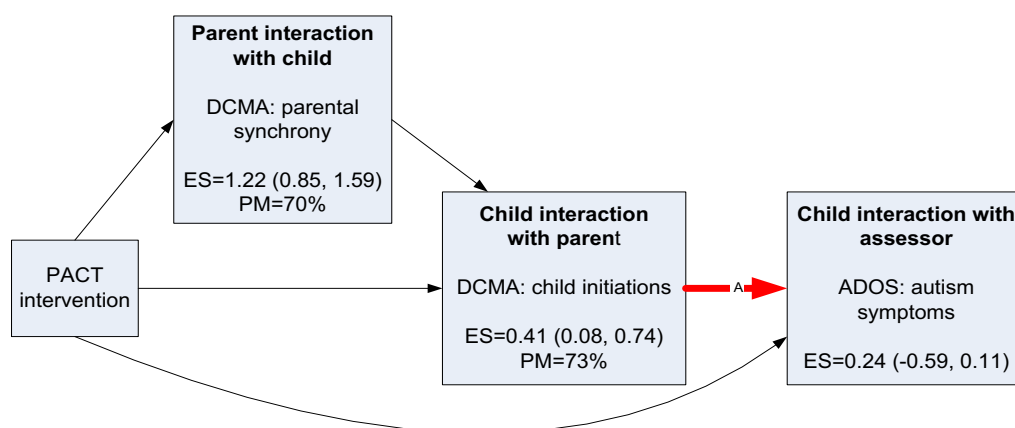 Parent interaction
with child
DCMA: parental
synchrony
ES=1.22 (0.85, 1.59)
PM=70%
PACT
intervention
Child interaction
with parent
DCMA: child initiations
ES=0.41 (0.08, 0.74)
PM=73%
A
Child interaction with
assessor
ADOS: autism
symptoms
ES=0.24 (-0.59, 0.11)